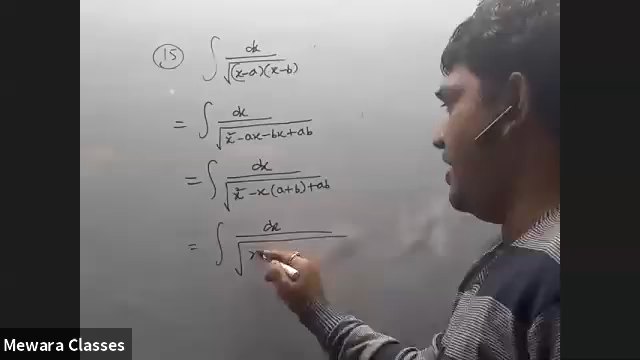 15 ∫ dx / √(x-a)(x-b)
= ∫ dx / √x² - ax - bx + ab
= ∫ dx / √x² - x(a+b) + ab
= ∫ dx / √x
Mewara Classes